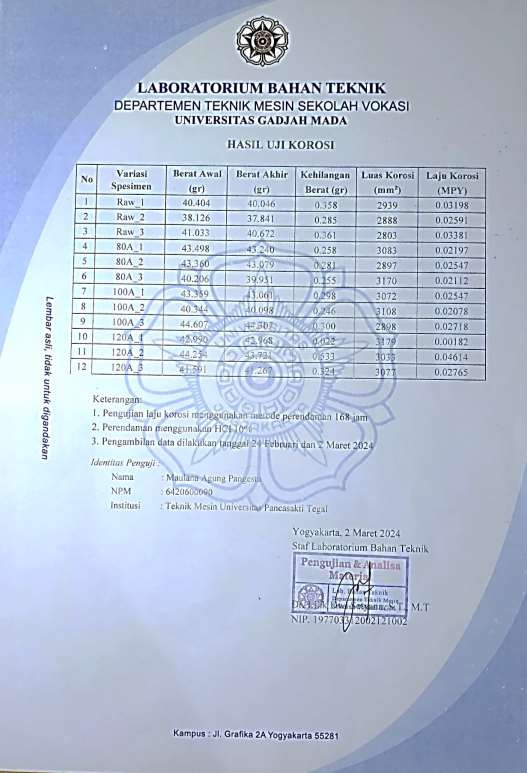 LABORATORIUM BAHAN TEKNIK
DEPARTEMEN TEKNIK MESIN SEKOLAH VOKASI
UNIVERSITAS GADJAH MADA
HASIL UJI KOROSI
No Variasi Spesimen Berat Awal (gr) Berat Akhir (gr) Kehilangan Berat (gr) Luas Korosi (mm²) Laju Korosi (MPY)
1 Raw_1 40.404 40.046 0.358 2939 0.03198
2 Raw_2 38.126 37.841 0.285 2888 0.02591
3 Raw_3 41.033 40.672 0.361 2803 0.03381
4 80A_1 43.498 43.240 0.258 3083 0.02197
5 80A_2 43.360 43.079 0.281 2897 0.02547
6 80A_3 40.206 39.951 0.255 3170 0.02112
7 100A_1 43.359 43.061 0.298 3072 0.02547
8 100A_2 40.344 40.098 0.246 3108 0.02078
9 100A_3 44.607 44.307 0.300 2898 0.02718
10 120A_1 42.990 42.968 0.022 3179 0.00182
11 120A_2 44.254 43.721 0.533 3033 0.04614
12 120A_3 41.591 41.267 0.324 3077 0.02765
Keterangan:
1. Pengujian laju korosi menggunakan metode perendaman 168 jam
2. Perendaman menggunakan HCl 10%
3. Pengambilan data dilakukan tanggal 24 Februari dan 2 Maret 2024
Identitas Penguji :
Nama : Maulana Agung Pangestu
NPM : 6420600090
Institusi : Teknik Mesin Universitas Pancasakti Tegal
Yogyakarta, 2 Maret 2024
Staf Laboratorium Bahan Teknik
Pengujian & Analisa
Material
Lab. Bahan Teknik
Departemen Teknik Mesin
S.T., M.T
NIP. 197703312002121002
Lembar asli, tidak untuk digandakan
Kampus : Jl. Grafika 2A Yogyakarta 55281